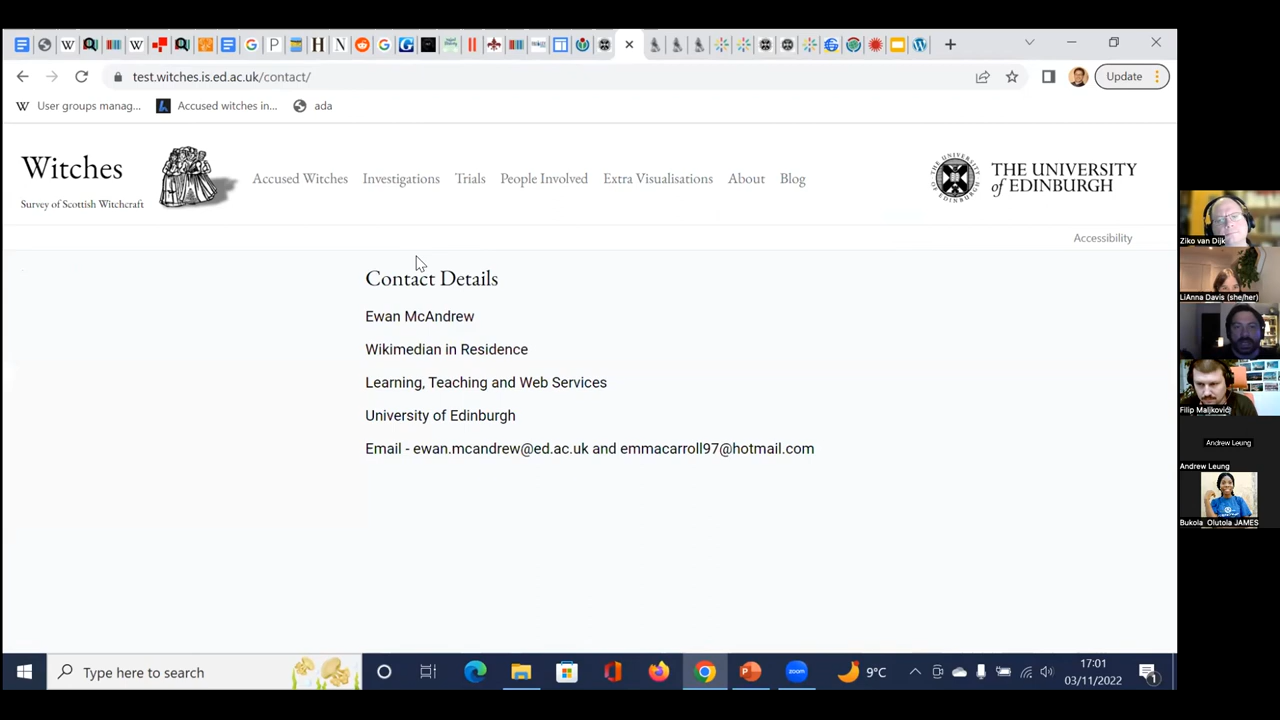 test.witches.is.ed.ac.uk/contact/
Update
User groups manag...
Accused witches in...
ada
Witches
Survey of Scottish Witchcraft
Accused Witches
Investigations
Trials
People Involved
Extra Visualisations
About
Blog
THE UNIVERSITY
of EDINBURGH
Accessibility
Contact Details
Ewan McAndrew
Wikimedian in Residence
Learning, Teaching and Web Services
University of Edinburgh
Email - ewan.mcandrew@ed.ac.uk and emmacarroll97@hotmail.com
Ziko van Dijk
LiAnna Davis (she/her)
Filip Maljković
Andrew Leung
Andrew Leung
Bukola Olutola JAMES
Type here to search
zoom
9°C
17:01
03/11/2022
1